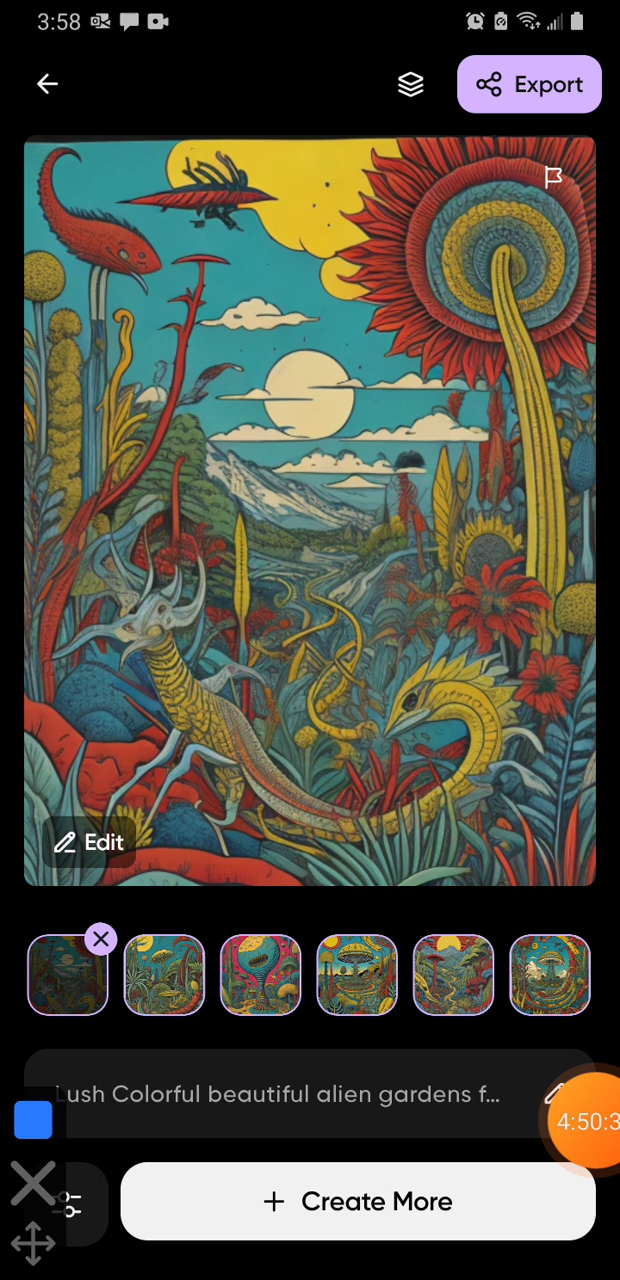 3:58
Export
Edit
Lush Colorful beautiful alien gardens f...
4:50:3
+ Create More